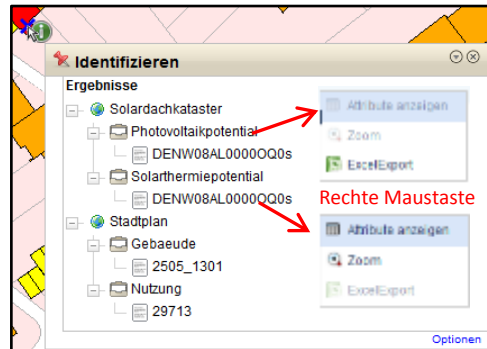 Identifizieren
Ergebnisse
Solardachkataster
Photovoltaikpotential
DENW08AL0000OQ0s
Solarthermiepotential
DENW08AL0000OQ0s
Stadtplan
Gebaeude
2505_1301
Nutzung
29713
Attribute anzeigen
Zoom
ExcelExport
Rechte Maustaste
Attribute anzeigen
Zoom
ExcelExport
Optionen